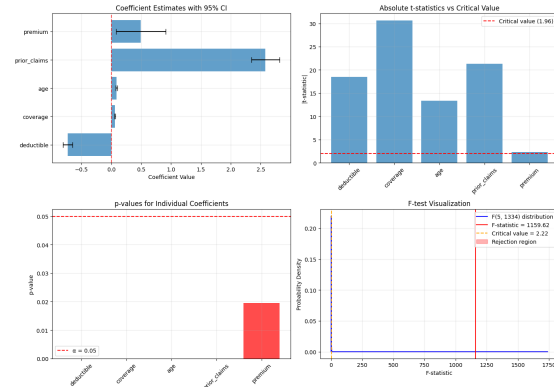 Coefficient Estimates with 95% CI
premium
prior_claims
age
coverage
deductible
−0.5 0.0 0.5 1.0 1.5 2.0 2.5
Coefficient Value
Absolute t-statistics vs Critical Value
Critical value (1.96)
|t-statistic|
30
25
20
15
10
5
0
deductible
coverage
age
prior_claims
premium
p-values for Individual Coefficients
p-value
0.05
0.04
0.03
0.02
0.01
0.00
α = 0.05
deductible
coverage
age
prior_claims
premium
F-test Visualization
F(5, 1334) distribution
F-statistic = 1159.62
Critical value = 2.22
Rejection region
Probability Density
0.20
0.15
0.10
0.05
0.00
0 250 500 750 1000 1250 1500 1750
F-statistic